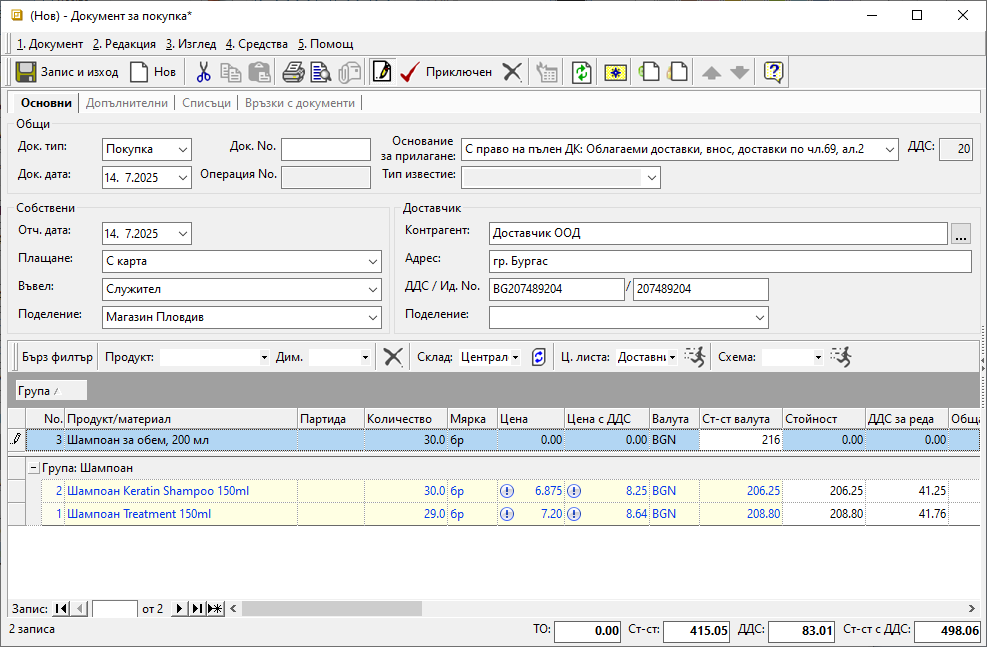 (Нов) - Документ за покупка*
1. Документ 2. Редакция 3. Изглед 4. Средства 5. Помощ
Запис и изход Нов Приключен
Основни Допълнителни Списъци Връзки с документи
Общи
Док. тип: Покупка Док. No. Основание за прилагане: С право на пълен ДК: Облагаеми доставки, внос, доставки по чл.69, ал.2 ДДС: 20
Док. дата: 14. 7.2025 Операция No. Тип известие:
Собствени
Отч. дата: 14. 7.2025
Плащане: С карта
Въвел: Служител
Поделение: Магазин Пловдив
Доставчик
Контрагент: Доставчик ООД ...
Адрес: гр. Бургас
ДДС / Ид. No. BG207489204 / 207489204
Поделение:
Бърз филтър Продукт: Дим. Склад: Централ Ц. листа: Доставн Схема:
Група
No. Продукт/материал Партида Количество Мярка Цена Цена с ДДС Валута Ст-ст валута Стойност ДДС за реда Обща
3 Шампоан за обем, 200 мл 30.0 бр 0.00 0.00 BGN 216 0.00 0.00
Група: Шампоан
2 Шампоан Keratin Shampoo 150ml 30.0 бр 6.875 8.25 BGN 206.25 206.25 41.25
1 Шампоан Treatment 150ml 29.0 бр 7.20 8.64 BGN 208.80 208.80 41.76
Запис: от 2
2 записа ТО: 0.00 Ст-ст: 415.05 ДДС: 83.01 Ст-ст с ДДС: 498.06